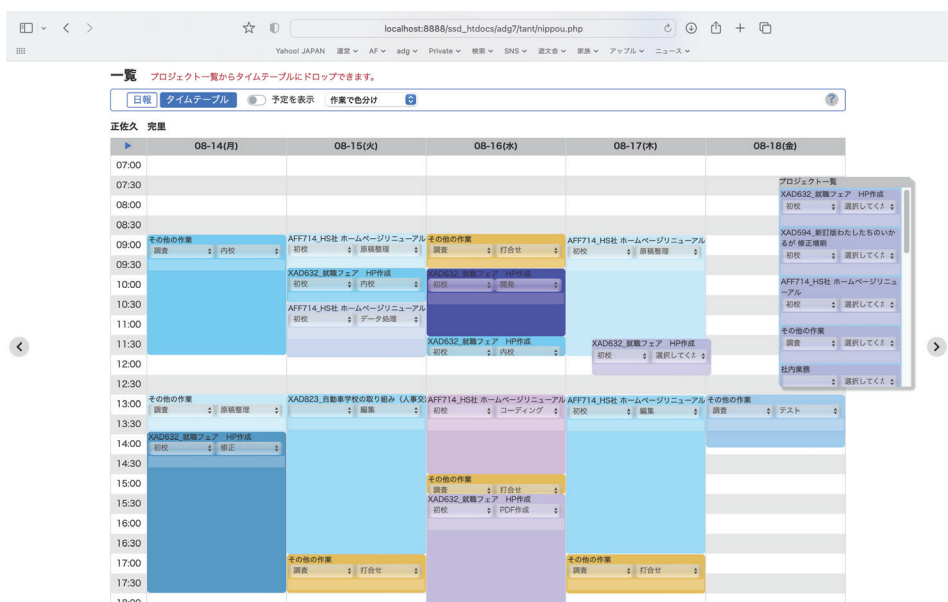 localhost:8888/ssd_htdocs/adg7/tant/nippou.php
Yahoo! JAPAN 運営 AF adg Private 検索 SNS 遊文会 家族 アップル ニュース
一覧 プロジェクト一覧からタイムテーブルにドロップできます。
日報 タイムテーブル 予定を表示 作業で色分け ?
正佐久 完里
08-14(月) 08-15(火) 08-16(水) 08-17(木) 08-18(金)
07:00
07:30
08:00
08:30
09:00
09:30
10:00
10:30
11:00
11:30
12:00
12:30
13:00
13:30
14:00
14:30
15:00
15:30
16:00
16:30
17:00
17:30
18:00
その他の作業
調査 内校
その他の作業
調査 原稿整理
XAD632_就職フェア HP作成
初校 修正
AFF714_HS社 ホームページリニューアル
初校 原稿整理
XAD632_就職フェア HP作成
初校 内校
AFF714_HS社 ホームページリニューアル
初校 データ処理
XAD823_自動車学校の取り組み(人事交
編集
その他の作業
調査 打合せ
その他の作業
調査 打合せ
XAD632_就職フェア HP作成
初校 開発
XAD632_就職フェア HP作成
初校 内校
AFF714_HS社 ホームページリニューアル
初校 コーディング
その他の作業
調査 打合せ
XAD632_就職フェア HP作成
初校 PDF作成
AFF714_HS社 ホームページリニューアル
初校 原稿整理
XAD632_就職フェア HP作成
初校 選択してくだ
AFF714_HS社 ホームページリニューアル
初校 編集
その他の作業
調査 打合せ
その他の作業
調査 テスト
プロジェクト一覧
XAD632_就職フェア HP作成
初校 選択してくだ
XAD594_新訂版わたしたちのいか
るが 修正増刷
初校 選択してくだ
AFF714_HS社 ホームページリニュ
ーアル
初校 選択してくだ
その他の作業
調査 選択してくだ
社内業務
選択してくだ